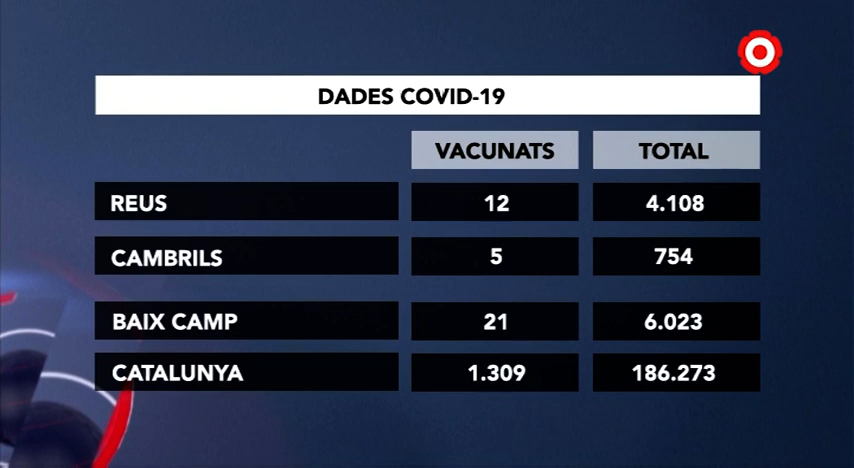 DADES COVID-19
VACUNATS TOTAL
REUS 12 4.108
CAMBRILS 5 754
BAIX CAMP 21 6.023
CATALUNYA 1.309 186.273